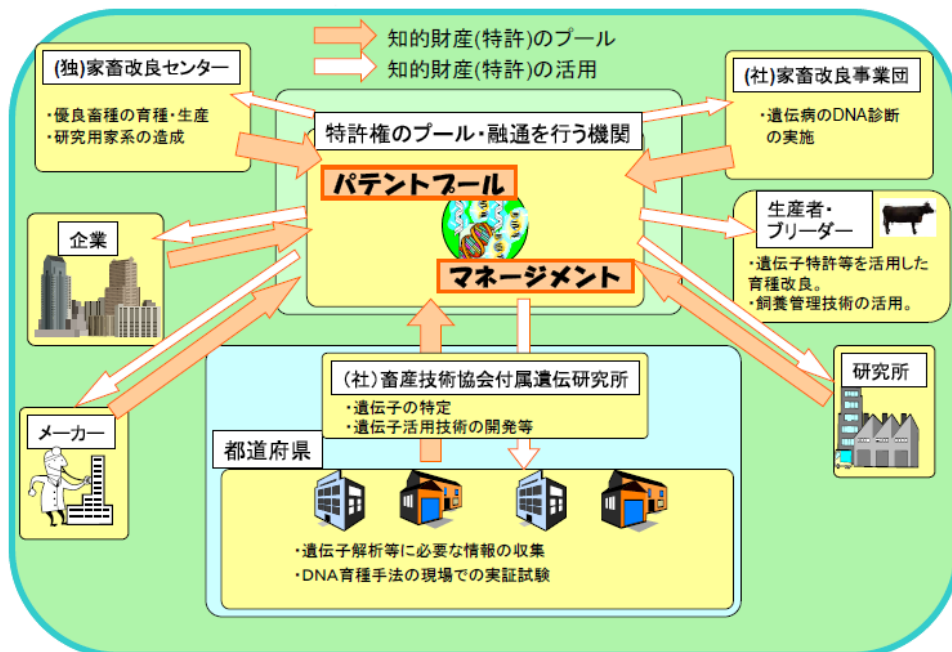 知的財産(特許)のプール
知的財産(特許)の活用
(独)家畜改良センター
・優良畜種の育種・生産
・研究用家系の造成
(社)家畜改良事業団
・遺伝病のDNA診断
の実施
特許権のプール・融通を行う機関
パテントプール
マネージメント
企業
生産者・
ブリーダー
・遺伝子特許等を活用した
育種改良。
・飼養管理技術の活用。
メーカー
研究所
(社)畜産技術協会付属遺伝研究所
・遺伝子の特定
・遺伝子活用技術の開発等
都道府県
・遺伝子解析等に必要な情報の収集
・DNA育種手法の現場での実証試験